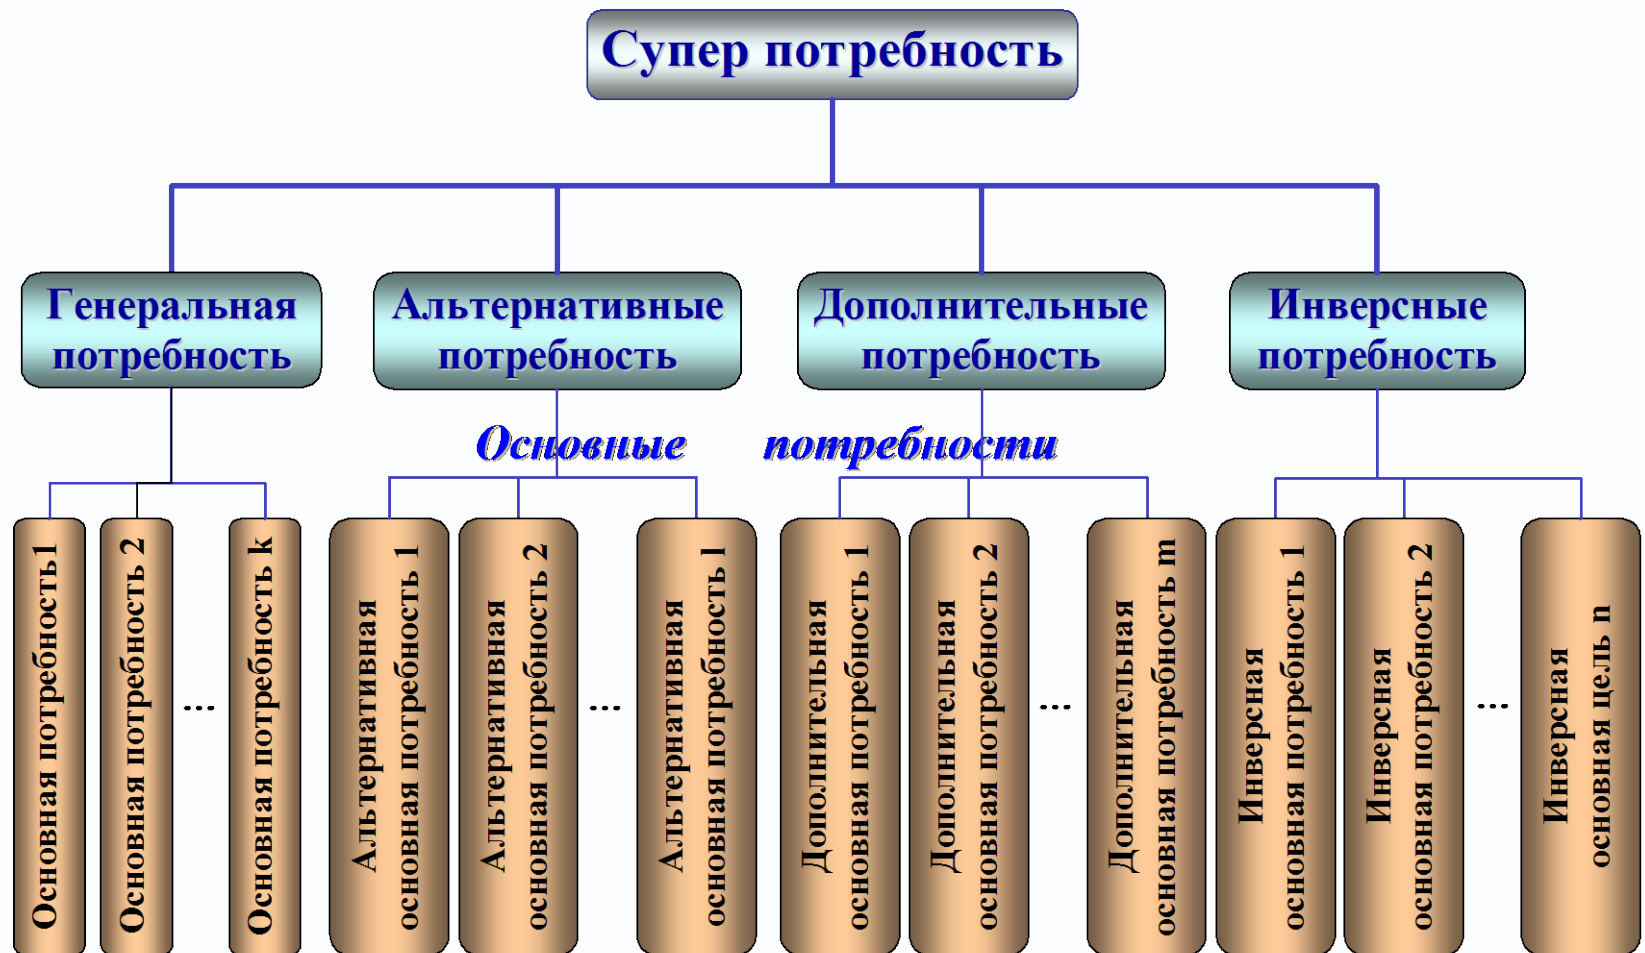 Супер потребность
Генеральная
потребность
Альтернативные
потребность
Дополнительные
потребность
Инверсные
потребность
Основные потребности
Основная потребность1
Основная потребность 2
...
Основная потребность k
Альтернативная
основная потребность 1
Альтернативная
основная потребность 2
...
Альтернативная
основная потребность l
Дополнительная
основная потребность 1
Дополнительная
основная потребность 2
...
Дополнительная
основная потребность m
Инверсная
основная потребность 1
Инверсная
основная потребность 2
...
Инверсная
основная цель n